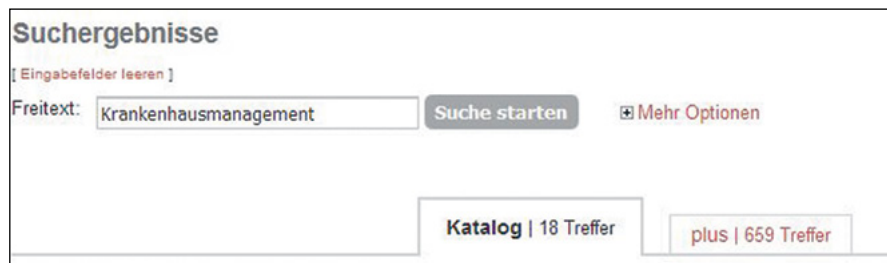 Suchergebnisse
[ Eingabefelder leeren ]
Freitext: Krankenhausmanagement Suche starten Mehr Optionen
Katalog | 18 Treffer plus | 659 Treffer